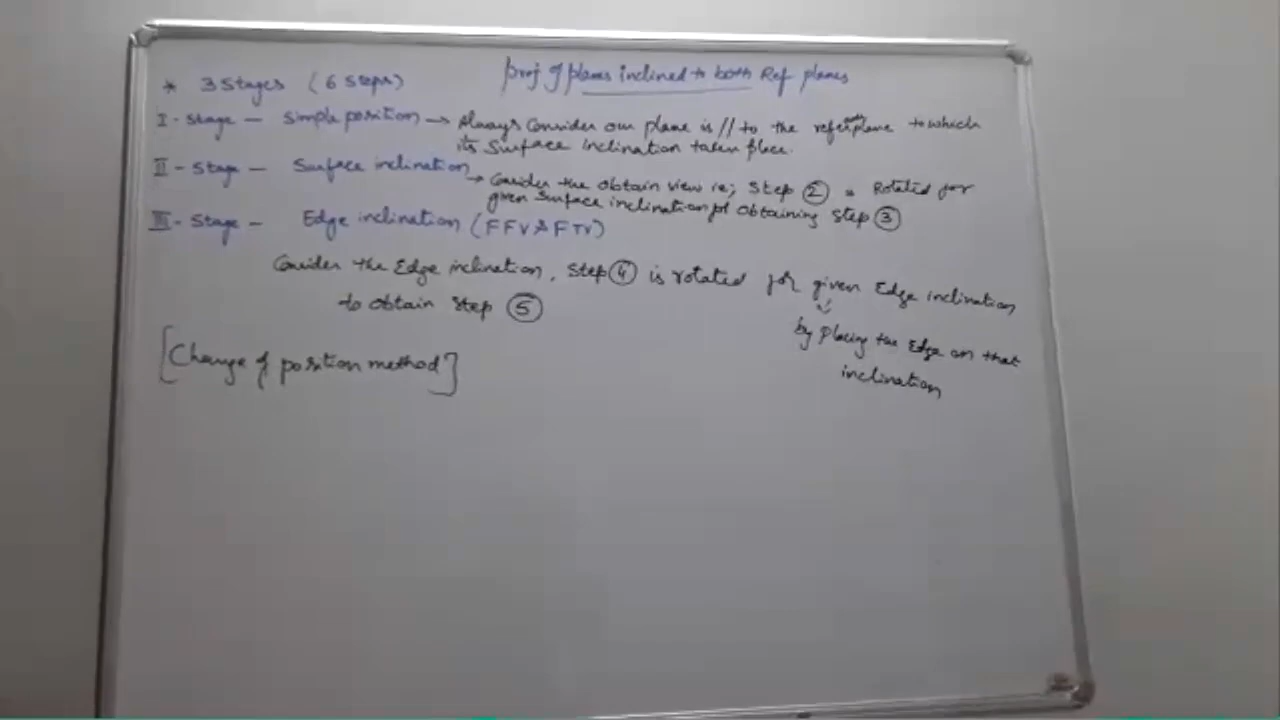 Proj of planes inclined to both Ref planes
* 3 Stages (6 Steps)
I - Stage - Simple position → Always Consider our plane is // to the reference plane to which
its Surface inclination taken place.
II - Stage - Surface inclination → Consider the obtain view ie; Step ② Rotated for
given Surface inclination Obtaining Step ③
III - Stage - Edge inclination (FFV & FTV)
Consider the Edge inclination, Step ④ is rotated for given Edge inclination
to obtain Step ⑤
by placing the Edge on that
inclination
[Change of position method]